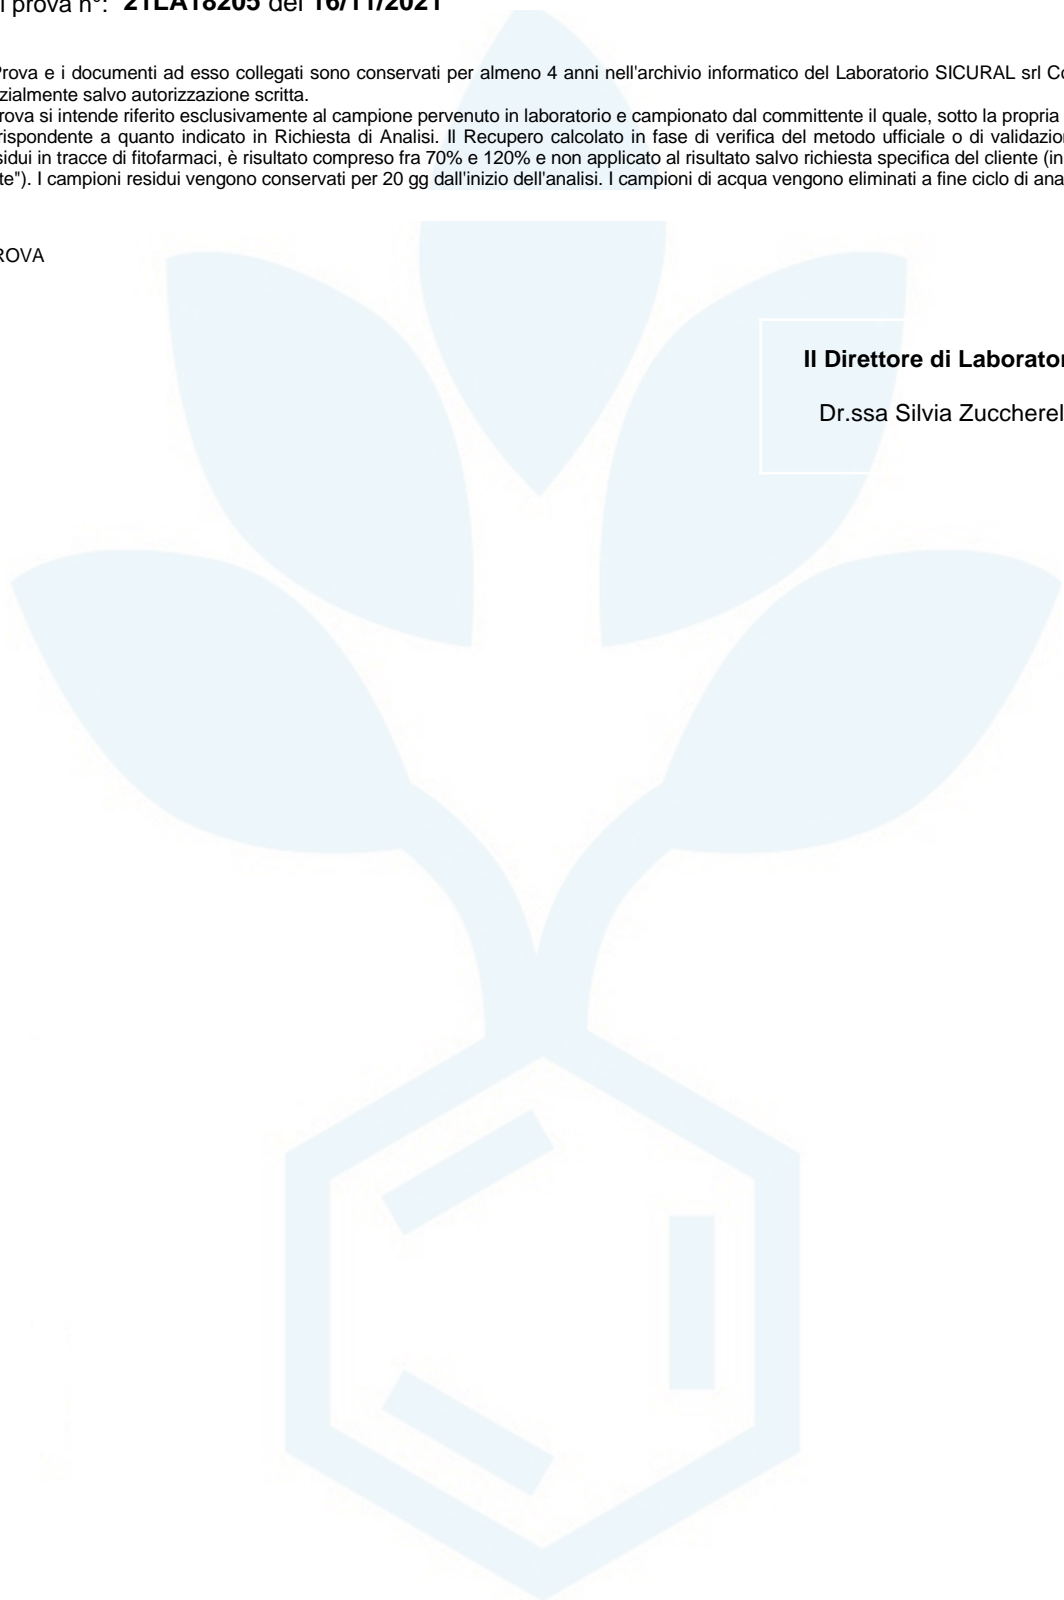 i prova n°: 21LA18205 del 16/11/2021
Prova e i documenti ad esso collegati sono conservati per almeno 4 anni nell'archivio informatico del Laboratorio SICURAL srl Co
zialmente salvo autorizzazione scritta.
rova si intende riferito esclusivamente al campione pervenuto in laboratorio e campionato dal committente il quale, sotto la propria
rispondente a quanto indicato in Richiesta di Analisi. Il Recupero calcolato in fase di verifica del metodo ufficiale o di validazion
sidui in tracce di fitofarmaci, è risultato compreso fra 70% e 120% e non applicato al risultato salvo richiesta specifica del cliente (in
te"). I campioni residui vengono conservati per 20 gg dall'inizio dell'analisi. I campioni di acqua vengono eliminati a fine ciclo di ana
ROVA
Il Direttore di Laborator
Dr.ssa Silvia Zuccherel